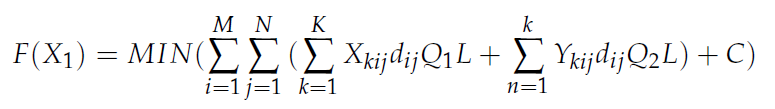 F(X_1) = MIN(\sum_{i=1}^{M} \sum_{j=1}^{N} (\sum_{k=1}^{K} X_{kij} d_{ij} Q_1 L + \sum_{n=1}^{k} Y_{kij} d_{ij} Q_2 L) + C)